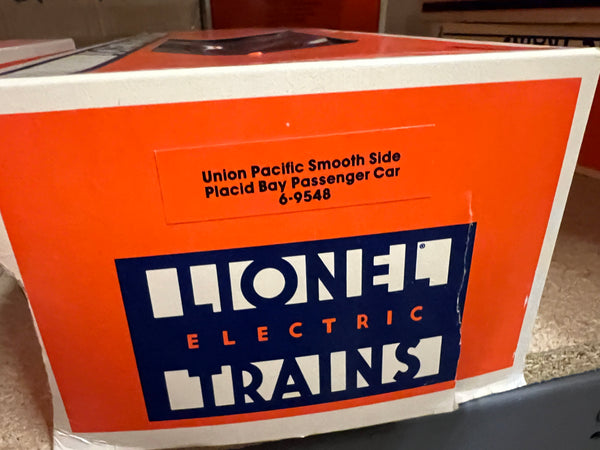 Union Pacific Smooth Side
Placid Bay Passenger Car
6-9548
LIONEL®
ELECTRIC
TRAINS